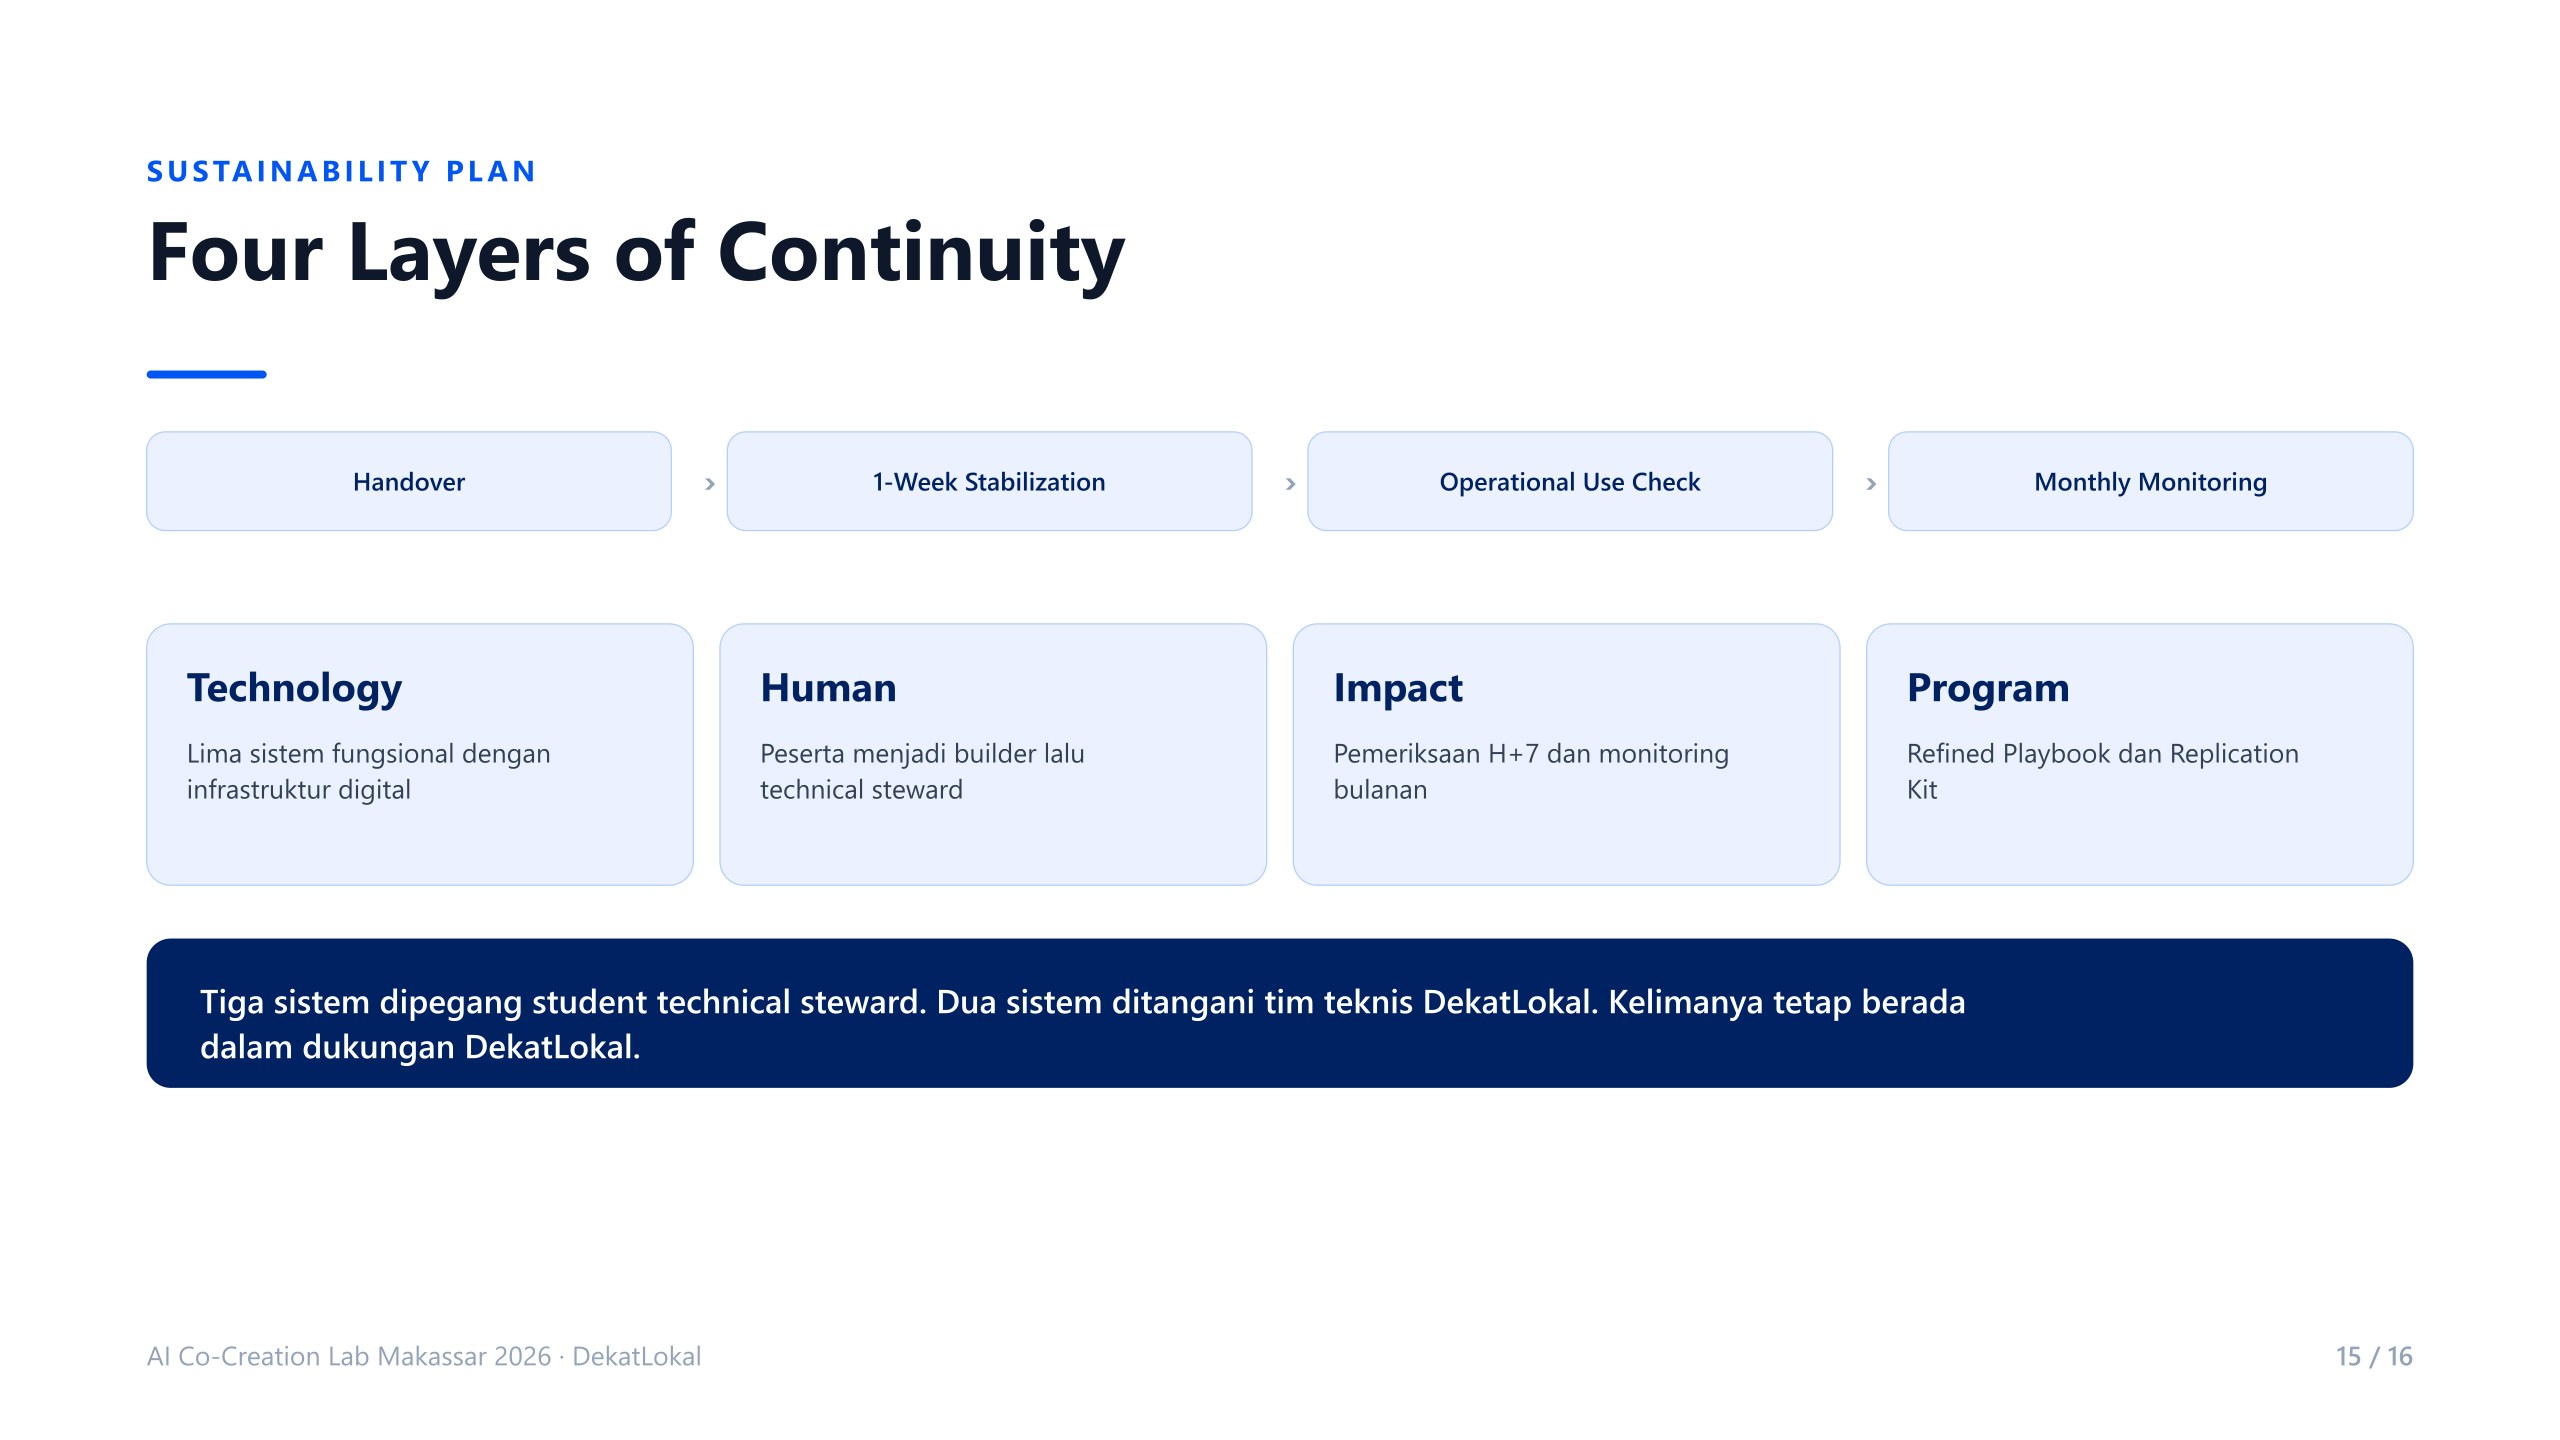 SUSTAINABILITY PLAN
Four Layers of Continuity
Handover
›
1-Week Stabilization
›
Operational Use Check
›
Monthly Monitoring
Technology
Lima sistem fungsional dengan
infrastruktur digital
Human
Peserta menjadi builder lalu
technical steward
Impact
Pemeriksaan H+7 dan monitoring
bulanan
Program
Refined Playbook dan Replication
Kit
Tiga sistem dipegang student technical steward. Dua sistem ditangani tim teknis DekatLokal. Kelimanya tetap berada
dalam dukungan DekatLokal.
AI Co-Creation Lab Makassar 2026 · DekatLokal
15 / 16